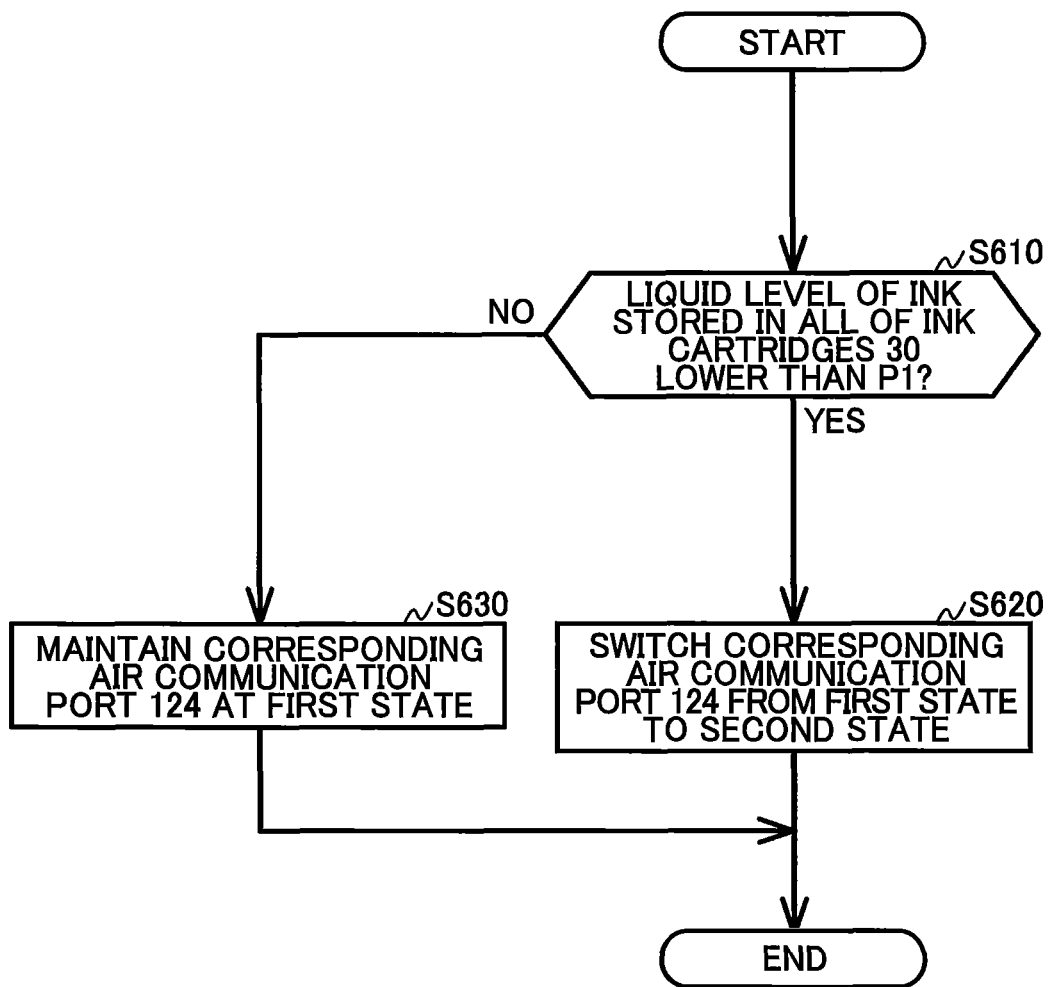 START
S610
LIQUID LEVEL OF INK
STORED IN ALL OF INK
CARTRIDGES 30
LOWER THAN P1?
NO
YES
S630
MAINTAIN CORRESPONDING
AIR COMMUNICATION
PORT 124 AT FIRST STATE
S620
SWITCH CORRESPONDING
AIR COMMUNICATION
PORT 124 FROM FIRST STATE
TO SECOND STATE
END